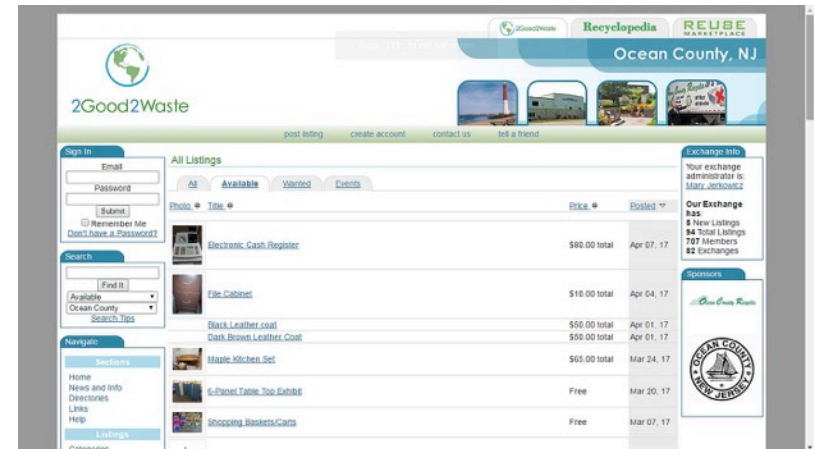 2Good2Waste
Recyclopedia
REUSE
MARKETPLACE
Ocean County, NJ
2Good2Waste
post listing
create account
contact us
tell a friend
Sign In
Email
Password
Submit
Remember Me
Don't have a Password?
Search
Find It
Available
Ocean County
Search Tips
Navigate
Sections
Home
News and Info
Directories
Links
Help
Listings
Categories
All Listings
All Available Wanted Events
Photo Title Price Posted
Electronic Cash Register $80.00 total Apr 07, 17
File Cabinet $10.00 total Apr 04, 17
Black Leather coat $50.00 total Apr 01, 17
Dark Brown Leather Coat $50.00 total Apr 01, 17
Maple Kitchen Set $65.00 total Mar 24, 17
6-Panel Table Top Exhibit Free Mar 20, 17
Shopping Baskets/Carts Free Mar 07, 17
Exchange Info
Your exchange
administrator is:
Mary Jerkowicz
Our Exchange
has:
5 New Listings
94 Total Listings
707 Members
82 Exchanges
Sponsors
Ocean County Recycles
OCEAN COUNTY
NEW JERSEY